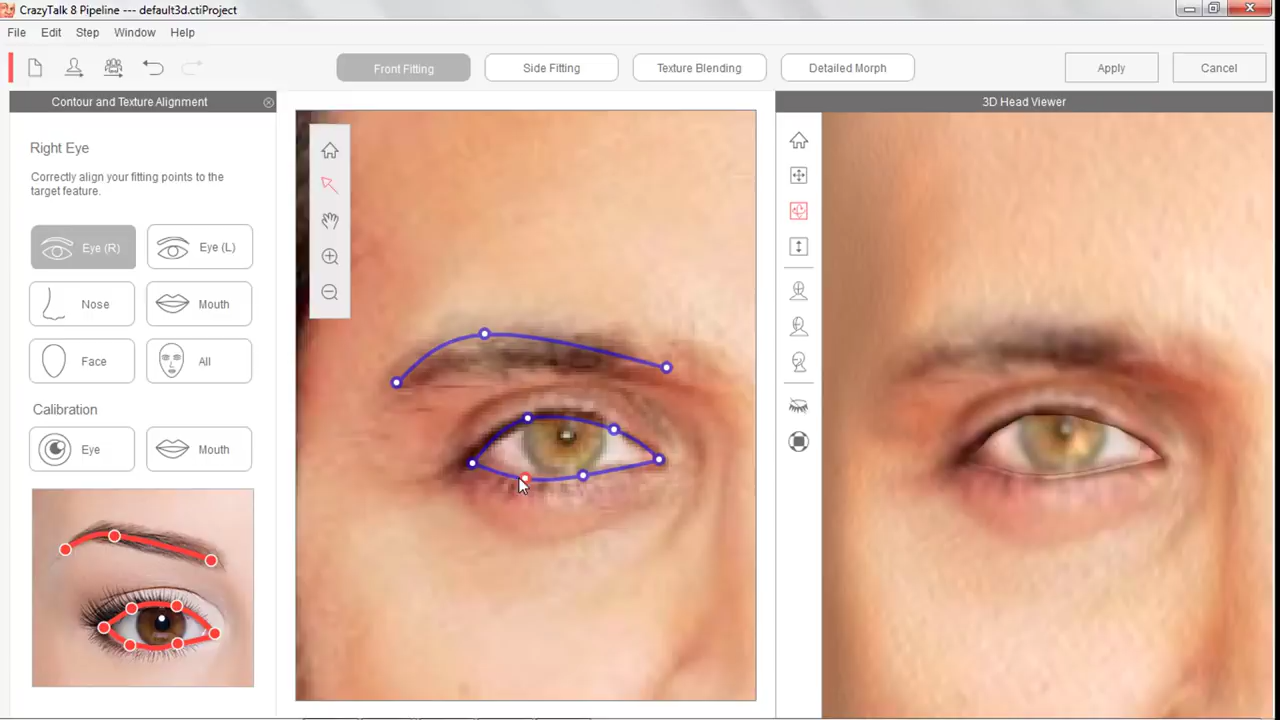 CrazyTalk 8 Pipeline --- default3d.ctiProject
File Edit Step Window Help
Front Fitting Side Fitting Texture Blending Detailed Morph Apply Cancel
Contour and Texture Alignment
3D Head Viewer
Right Eye
Correctly align your fitting points to the
target feature.
Eye (R) Eye (L)
Nose Mouth
Face All
Calibration
Eye Mouth